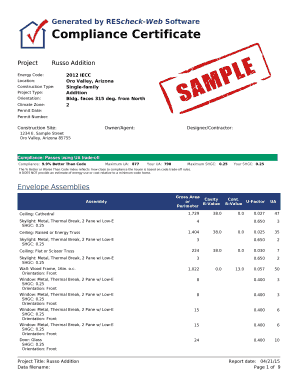 Generated by REScheck-Web Software
Compliance Certificate
Project Russo Addition
Energy Code: 2012 IECC
Location: Oro Valley, Arizona
Construction Type: Single-family
Project Type: Addition
Orientation: Bldg. faces 315 deg. from North
Climate Zone: 2
Permit Date:
Permit Number:
SAMPLE
Construction Site: Owner/Agent: Designer/Contractor:
1234 E. Sample Street
Oro Valley, Arizona 85755
Compliance: Passes using UA trade-off
Compliance: 9.9% Better Than Code Maximum UA: Your UA: Maximum SHGC: 0.25 Your SHGC: 0.25
Envelope Assemblies
Assembly Gross Area or Perimeter Cavity R-Value Cont. R-Value U-Factor UA
Ceiling: Cathedral 1,729 38.0 0.0 0.027 47
Skylight: Metal, Thermal Break, 2 Pane w/ Low-E 4 0.650 3
SHGC: 0.25
Ceiling: Raised or Energy Truss 1,404 38.0 0.0 0.025 35
Skylight: Metal, Thermal Break, 2 Pane w/ Low-E 3 0.650 2
SHGC: 0.25
Ceiling: Flat or Scissor Truss 234 38.0 0.0 0.030 7
Skylight: Metal, Thermal Break, 2 Pane w/ Low-E 3 0.650 2
SHGC: 0.25
Wall: Wood Frame, 16in. o.c. 1,022 0.0 13.0 0.057 50
Orientation: Front
Window: Metal, Thermal Break, 2 Pane w/ Low-E 8 0.400 3
SHGC: 0.25
Orientation: Front
Window: Metal, Thermal Break, 2 Pane w/ Low-E 8 0.400 3
SHGC: 0.25
Orientation: Front
Window: Metal, Thermal Break, 2 Pane w/ Low-E 15 0.400 6
SHGC: 0.25
Orientation: Front
Window: Metal, Thermal Break, 2 Pane w/ Low-E 15 0.400 6
SHGC: 0.25
Orientation: Front
Door: Glass 24 0.400 10
SHGC: 0.25
Orientation: Front
Project Title: Russo Addition Report date: 04/21/15
Data filename: Page 1 of 9